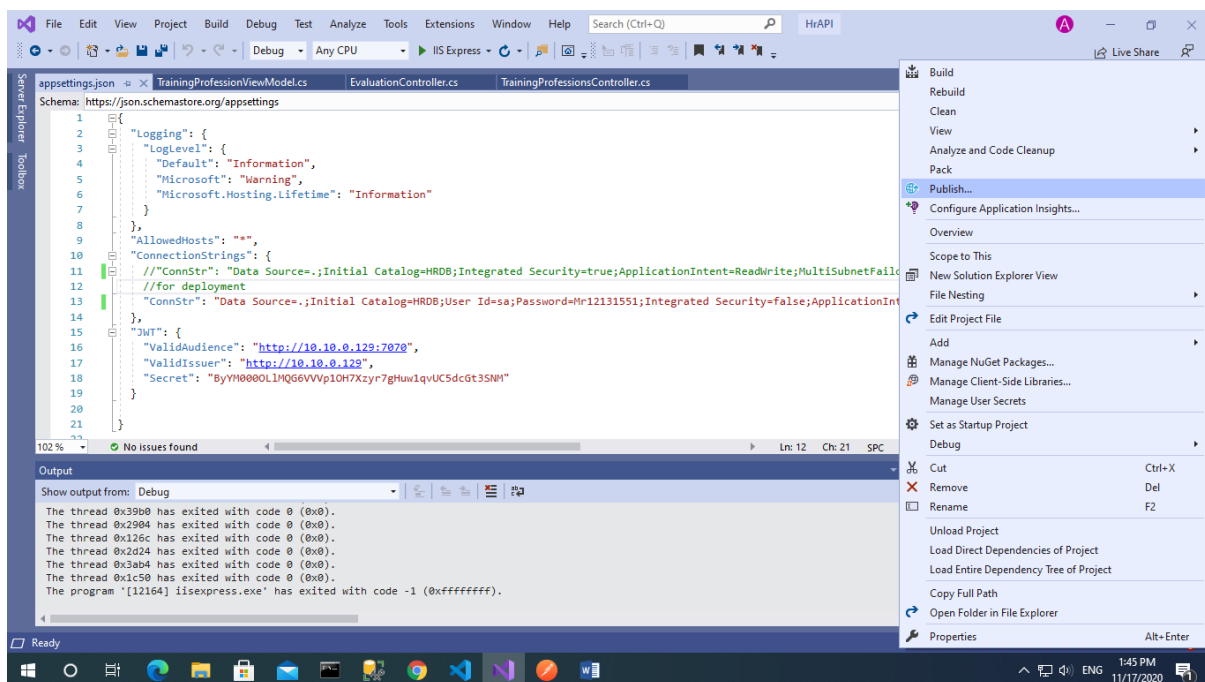 File Edit View Project Build Debug Test Analyze Tools Extensions Window Help Search (Ctrl+Q) HrAPI A
Debug Any CPU IIS Express Live Share
Server Explorer
Toolbox
appsettings.json TrainingProfessionViewModel.cs EvaluationController.cs TrainingProfessionsController.cs
Schema: https://json.schemastore.org/appsettings
1 {
2 "Logging": {
3 "LogLevel": {
4 "Default": "Information",
5 "Microsoft": "Warning",
6 "Microsoft.Hosting.Lifetime": "Information"
7 }
8 },
9 "AllowedHosts": "*",
10 "ConnectionStrings": {
11 //"ConnStr": "Data Source=.;Initial Catalog=HRDB;Integrated Security=true;ApplicationIntent=ReadWrite;MultiSubnetFailo
12 //for deployment
13 "ConnStr": "Data Source=.;Initial Catalog=HRDB;User Id=sa;Password=Mr12131551;Integrated Security=false;ApplicationInt
14 },
15 "JWT": {
16 "ValidAudience": "http://10.10.0.129:7070",
17 "ValidIssuer": "http://10.10.0.129",
18 "Secret": "ByYM000OLlMQG6VVVp1OH7Xzyr7gHuw1qvUC5dcGt3SNM"
19 }
20
21 }
22
102 % No issues found Ln: 12 Ch: 21 SPC
Output
Show output from: Debug
The thread 0x39b0 has exited with code 0 (0x0).
The thread 0x2904 has exited with code 0 (0x0).
The thread 0x126c has exited with code 0 (0x0).
The thread 0x2d24 has exited with code 0 (0x0).
The thread 0x3ab4 has exited with code 0 (0x0).
The thread 0x1c50 has exited with code 0 (0x0).
The program '[12164] iisexpress.exe' has exited with code -1 (0xffffffff).
Build
Rebuild
Clean
View
Analyze and Code Cleanup
Pack
Publish...
Configure Application Insights...
Overview
Scope to This
New Solution Explorer View
File Nesting
Edit Project File
Add
Manage NuGet Packages...
Manage Client-Side Libraries...
Manage User Secrets
Set as Startup Project
Debug
Cut Ctrl+X
Remove Del
Rename F2
Unload Project
Load Direct Dependencies of Project
Load Entire Dependency Tree of Project
Copy Full Path
Open Folder in File Explorer
Properties Alt+Enter
Ready
ENG 1:45 PM
11/17/2020 1